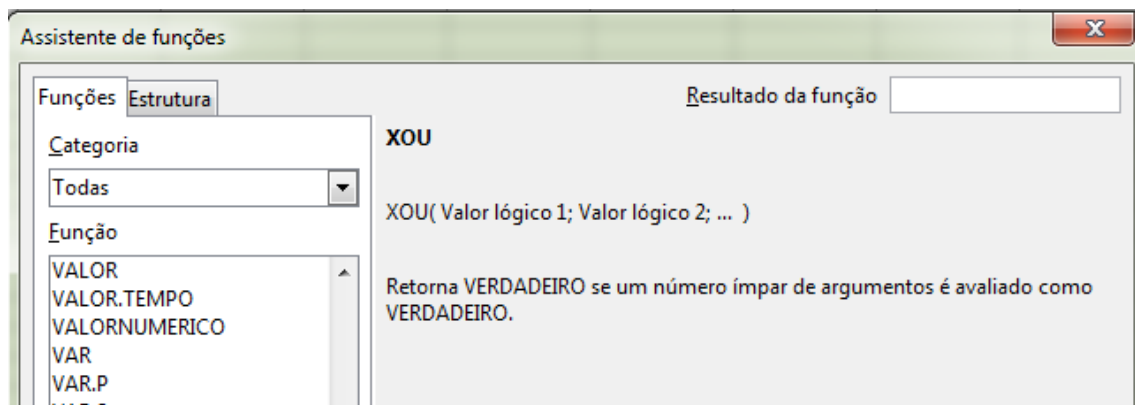 Assistente de funções
Funções Estrutura
Resultado da função
Categoria
Todas
Função
VALOR
VALOR.TEMPO
VALORNUMERICO
VAR
VAR.P
XOU
XOU( Valor lógico 1; Valor lógico 2; ... )
Retorna VERDADEIRO se um número ímpar de argumentos é avaliado como
VERDADEIRO.